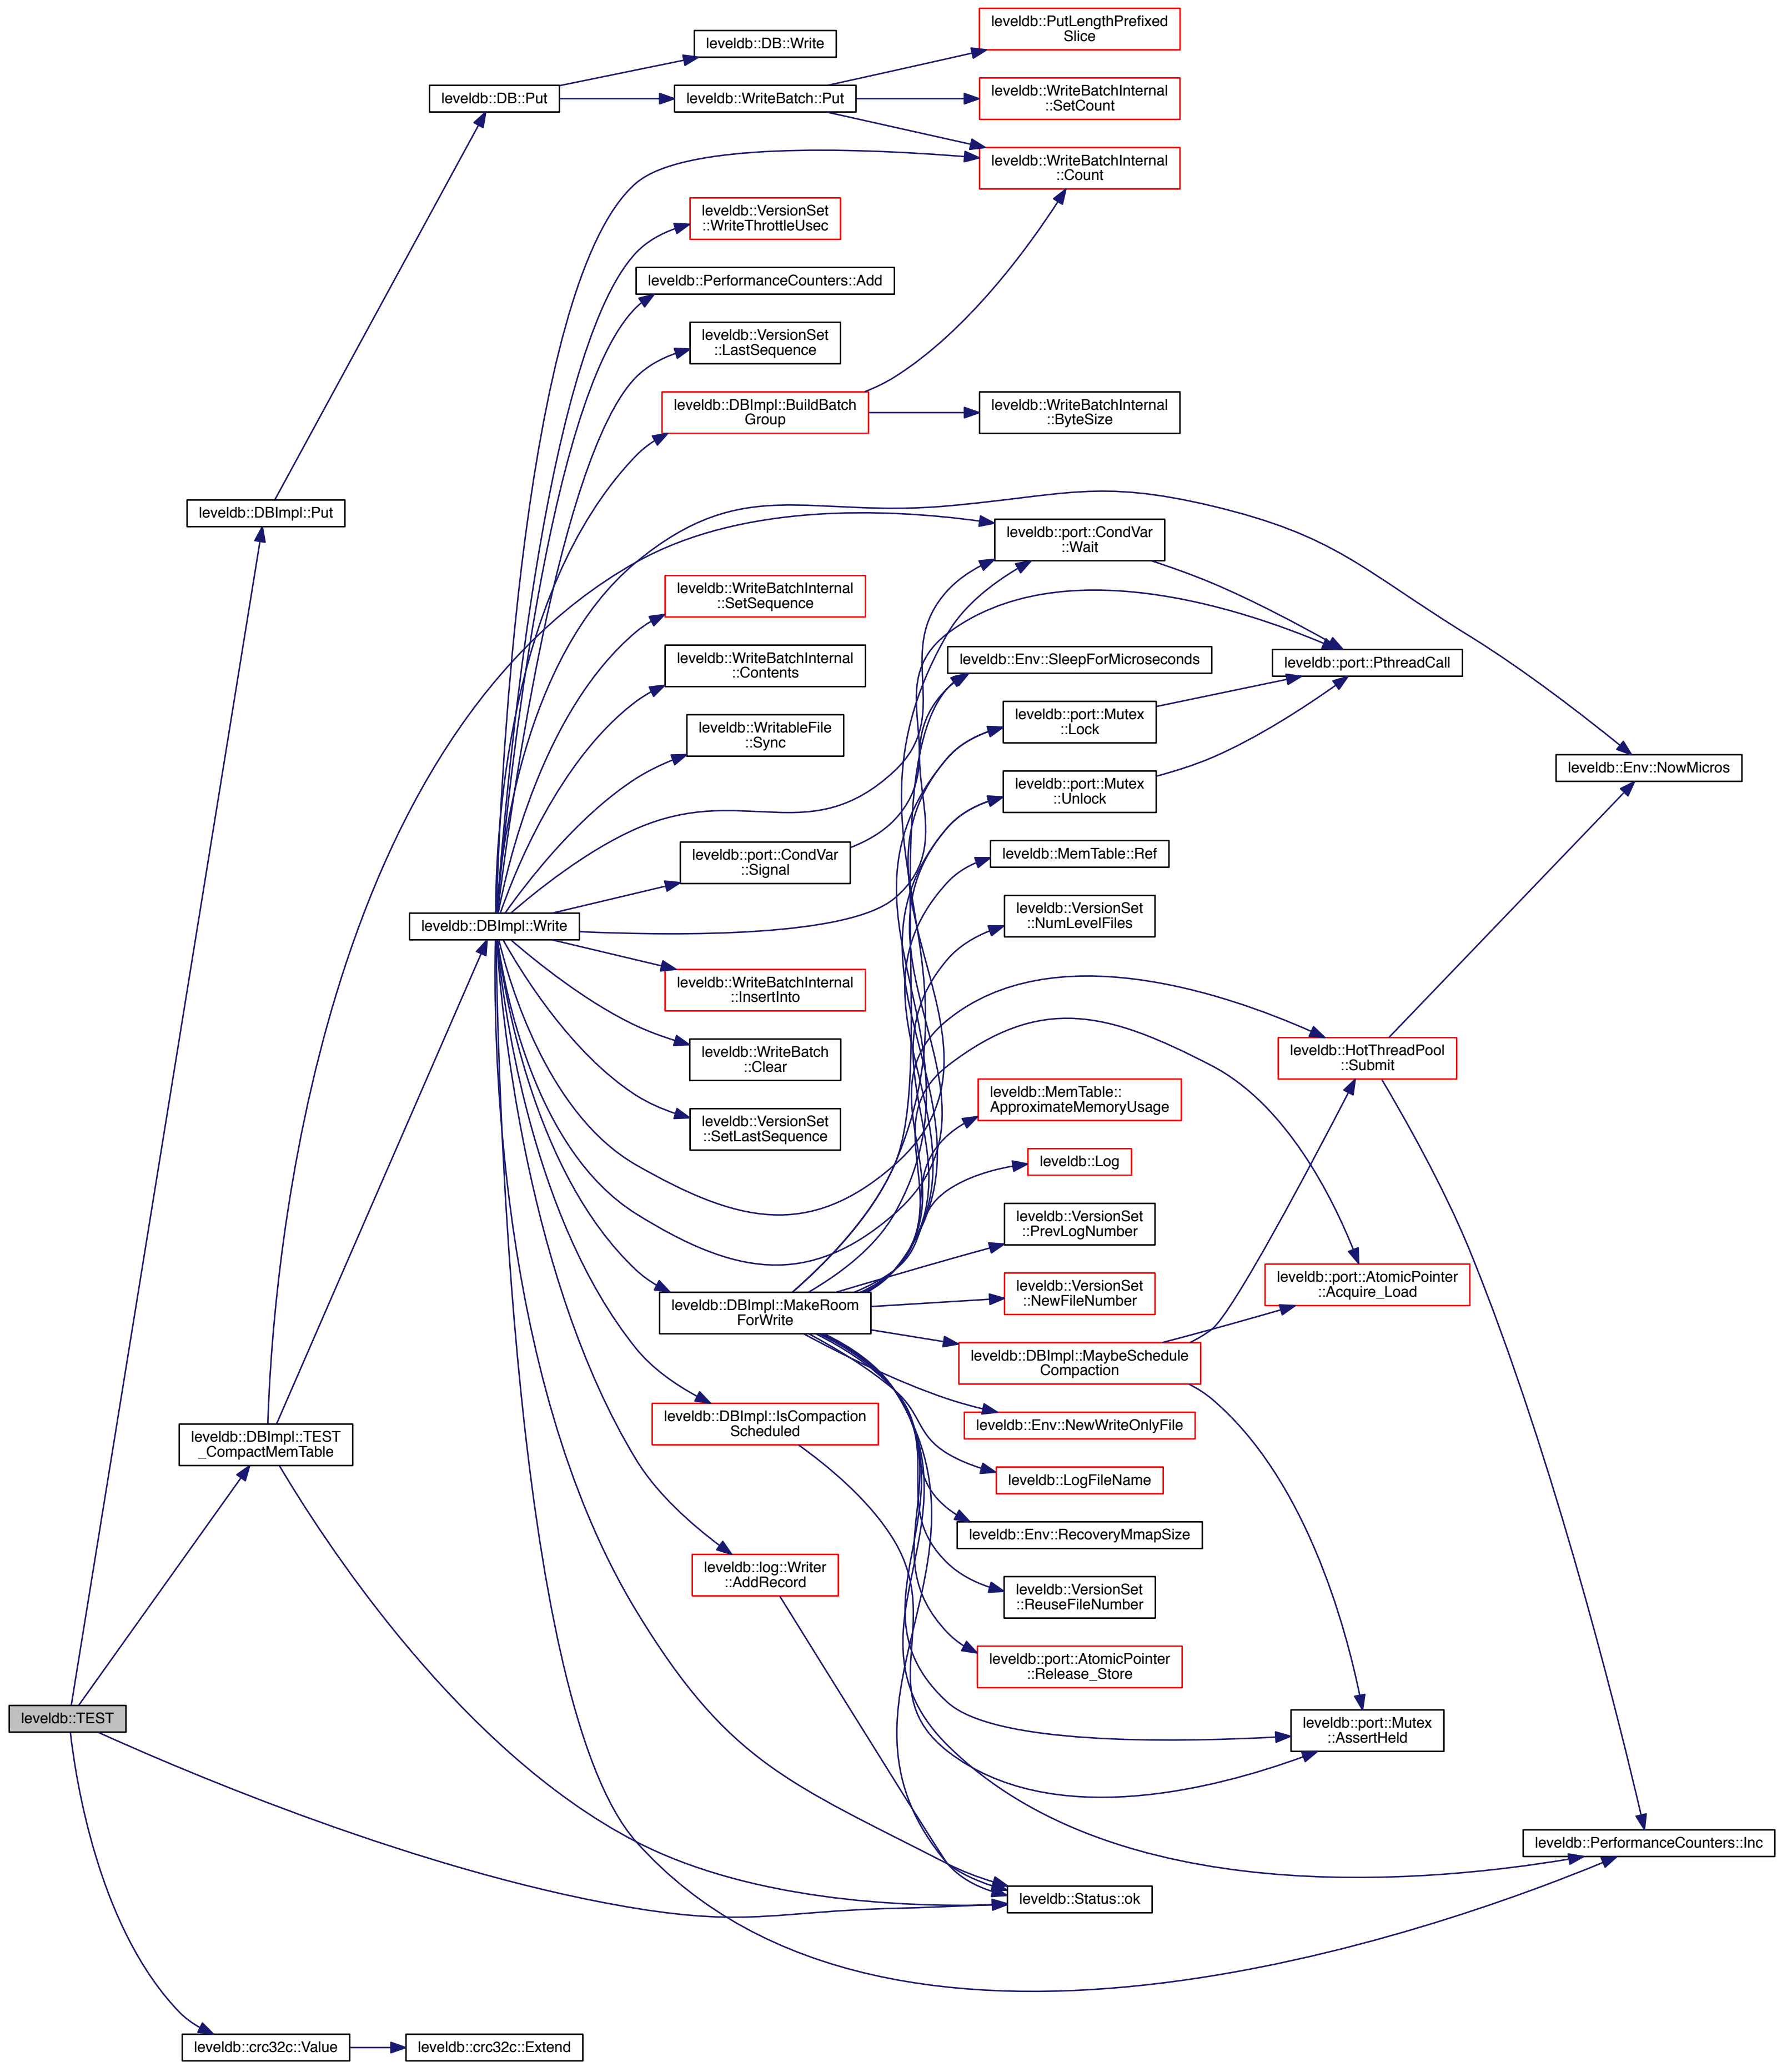 leveldb::PutLengthPrefixed
Slice
leveldb::DB::Write
leveldb::DB::Put
leveldb::WriteBatch::Put
leveldb::WriteBatchInternal
::SetCount
leveldb::WriteBatchInternal
::Count
leveldb::VersionSet
::WriteThrottleUsec
leveldb::PerformanceCounters::Add
leveldb::VersionSet
::LastSequence
leveldb::DBImpl::BuildBatch
Group
leveldb::WriteBatchInternal
::ByteSize
leveldb::DBImpl::Put
leveldb::port::CondVar
::Wait
leveldb::WriteBatchInternal
::SetSequence
leveldb::WriteBatchInternal
::Contents
leveldb::Env::SleepForMicroseconds
leveldb::port::PthreadCall
leveldb::port::Mutex
::Lock
leveldb::WritableFile
::Sync
leveldb::Env::NowMicros
leveldb::port::Mutex
::Unlock
leveldb::port::CondVar
::Signal
leveldb::MemTable::Ref
leveldb::DBImpl::Write
leveldb::VersionSet
::NumLevelFiles
leveldb::WriteBatchInternal
::InsertInto
leveldb::WriteBatch
::Clear
leveldb::HotThreadPool
::Submit
leveldb::MemTable::
ApproximateMemoryUsage
leveldb::VersionSet
::SetLastSequence
leveldb::Log
leveldb::VersionSet
::PrevLogNumber
leveldb::port::AtomicPointer
::Acquire_Load
leveldb::VersionSet
::NewFileNumber
leveldb::DBImpl::MakeRoom
ForWrite
leveldb::DBImpl::MaybeSchedule
Compaction
leveldb::DBImpl::IsCompaction
Scheduled
leveldb::Env::NewWriteOnlyFile
leveldb::DBImpl::TEST
_CompactMemTable
leveldb::LogFileName
leveldb::Env::RecoveryMmapSize
leveldb::log::Writer
::AddRecord
leveldb::VersionSet
::ReuseFileNumber
leveldb::port::AtomicPointer
::Release_Store
leveldb::TEST
leveldb::port::Mutex
::AssertHeld
leveldb::PerformanceCounters::Inc
leveldb::Status::ok
leveldb::crc32c::Value
leveldb::crc32c::Extend